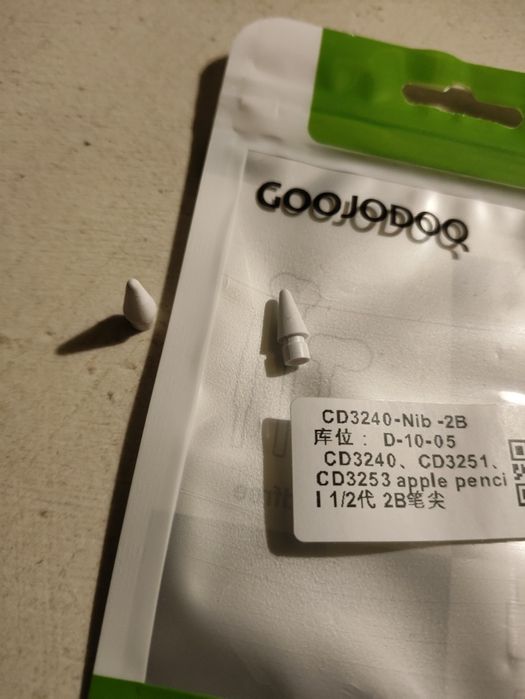 GOOJODOQ
CD3240-Nib -2B
库位： D-10-05
CD3240、CD3251、
CD3253 apple penci
l 1/2代 2B笔尖